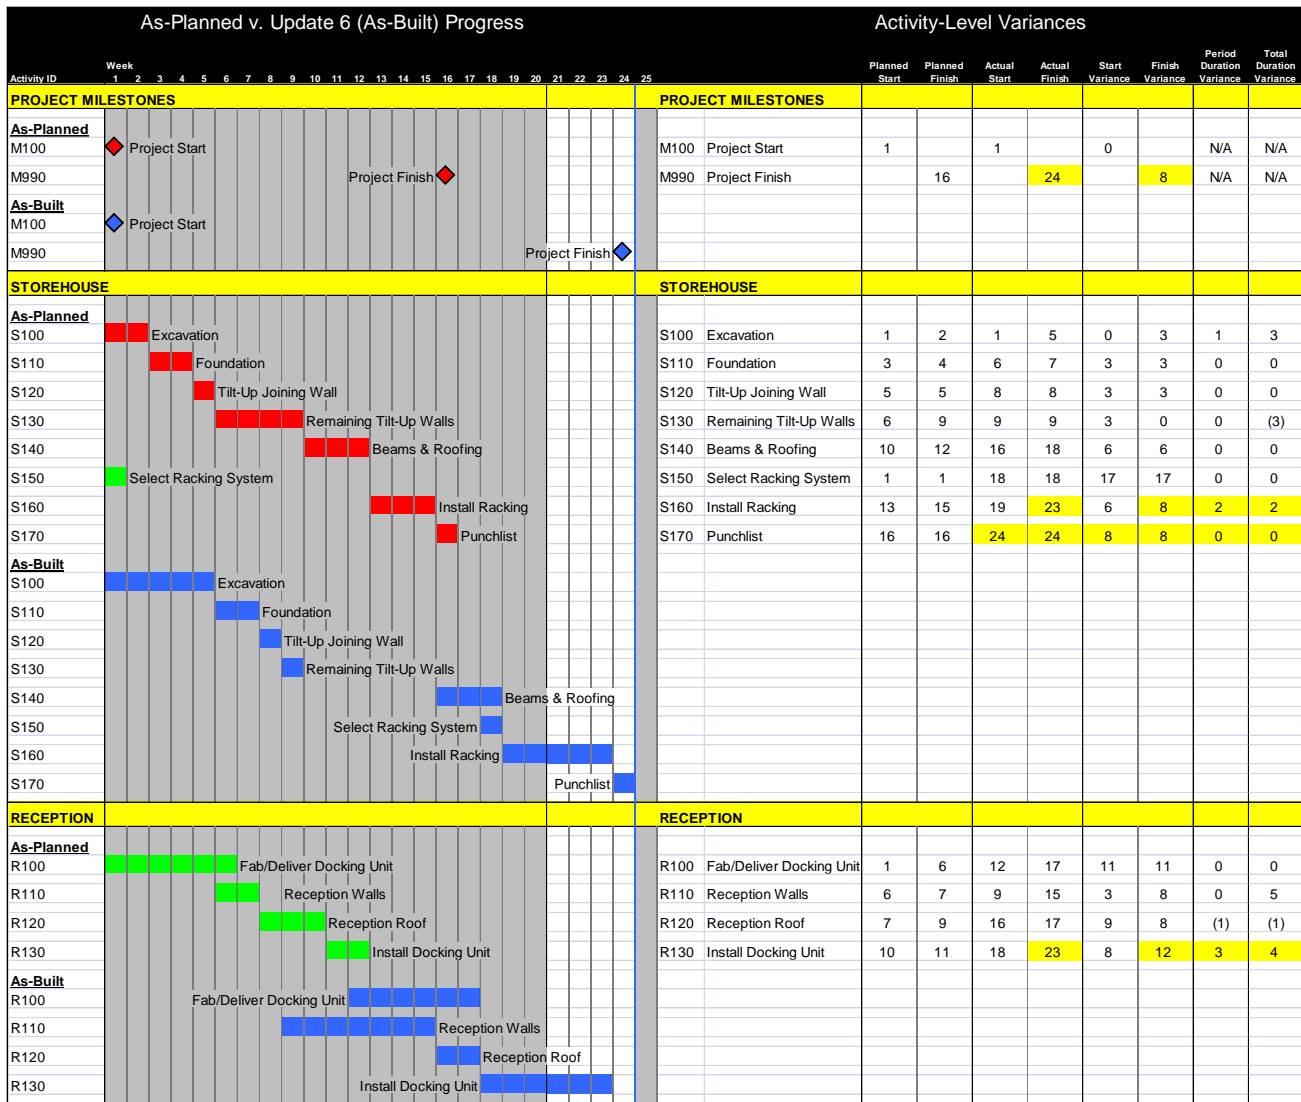 As-Planned v. Update 6 (As-Built) Progress Activity-Level Variances
Week Planned Planned Actual Actual Start Finish Period Duration Total Duration
Activity ID 1 2 3 4 5 6 7 8 9 10 11 12 13 14 15 16 17 18 19 20 21 22 23 24 25 Start Finish Start Finish Variance Variance Variance Variance
PROJECT MILESTONES PROJECT MILESTONES
As-Planned
M100 Project Start M100 Project Start 1 1 0 N/A N/A
M990 Project Finish M990 Project Finish 16 24 8 N/A N/A
As-Built
M100 Project Start
M990 Project Finish
STOREHOUSE STOREHOUSE
As-Planned
S100 Excavation S100 Excavation 1 2 1 5 0 3 1 3
S110 Foundation S110 Foundation 3 4 6 7 3 3 0 0
S120 Tilt-Up Joining Wall S120 Tilt-Up Joining Wall 5 5 8 8 3 3 0 0
S130 Remaining Tilt-Up Walls S130 Remaining Tilt-Up Walls 6 9 9 9 3 0 0 (3)
S140 Beams & Roofing S140 Beams & Roofing 10 12 16 18 6 6 0 0
S150 Select Racking System S150 Select Racking System 1 1 18 18 17 17 0 0
S160 Install Racking S160 Install Racking 13 15 19 23 6 8 2 2
S170 Punchlist S170 Punchlist 16 16 24 24 8 8 0 0
As-Built
S100 Excavation
S110 Foundation
S120 Tilt-Up Joining Wall
S130 Remaining Tilt-Up Walls
S140 Beams & Roofing
S150 Select Racking System
S160 Install Racking
S170 Punchlist
RECEPTION RECEPTION
As-Planned
R100 Fab/Deliver Docking Unit R100 Fab/Deliver Docking Unit 1 6 12 17 11 11 0 0
R110 Reception Walls R110 Reception Walls 6 7 9 15 3 8 0 5
R120 Reception Roof R120 Reception Roof 7 9 16 17 9 8 (1) (1)
R130 Install Docking Unit R130 Install Docking Unit 10 11 18 23 8 12 3 4
As-Built
R100 Fab/Deliver Docking Unit
R110 Reception Walls
R120 Reception Roof
R130 Install Docking Unit